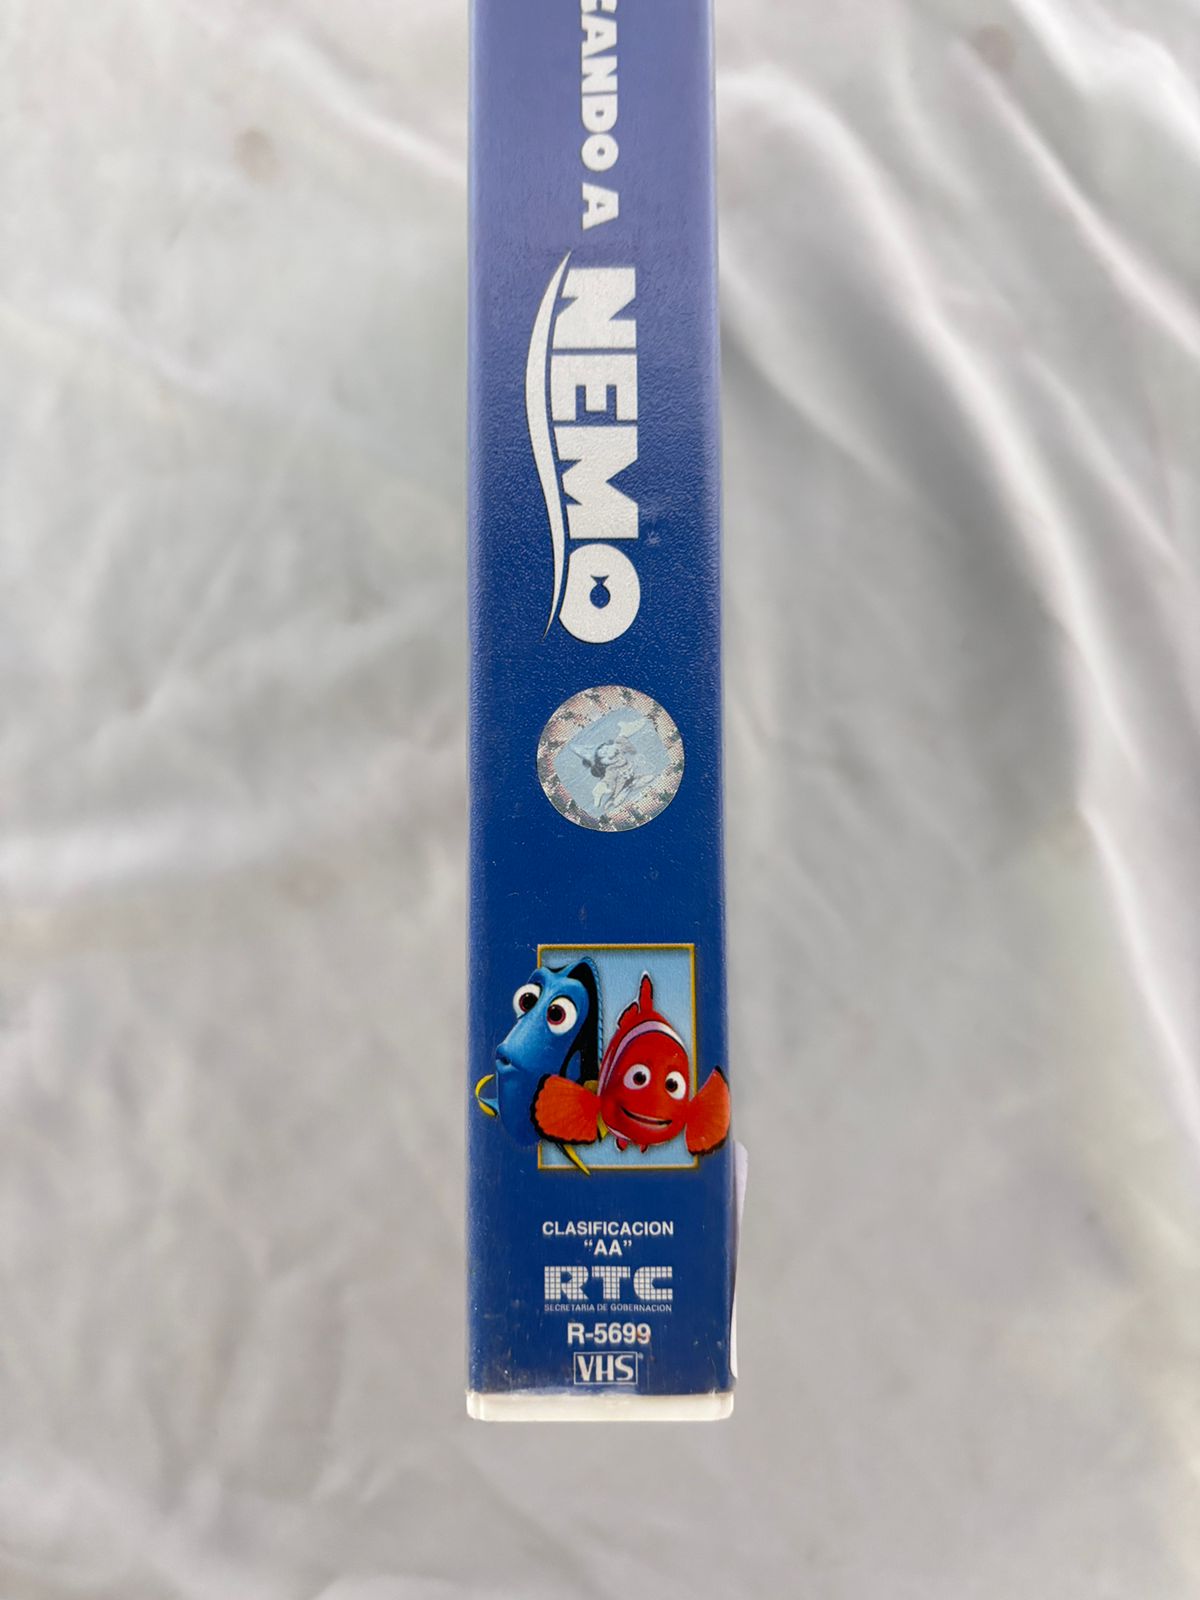 CANDO A
NEMO
CLASIFICACION
"AA"
RTC
SECRETARIA DE GOBERNACION
R-5699
VHS